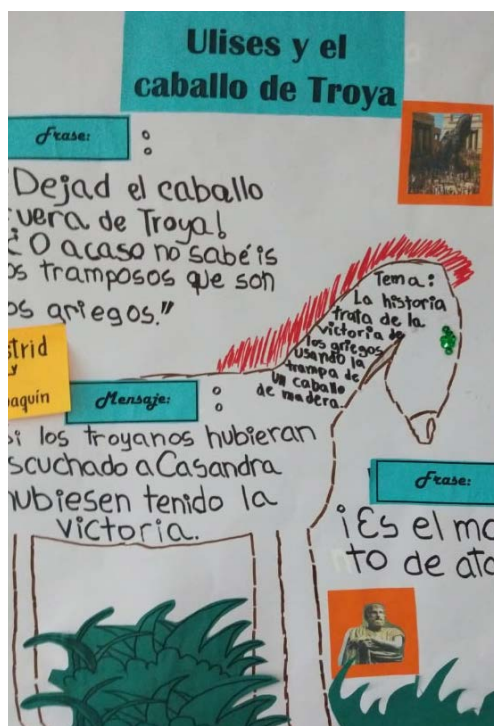 Ulises y el
caballo de Troya
Frase:
Dejad el caballo
uera de Troya!
¿O acaso no sabéis
os tramposos que son
os griegos."
Tema:
La historia
trata de la
victoria de
los griegos
usando la
trampa de
un caballo
de madera.
strid
y
aquín
Mensaje:
i los troyanos hubieran
scuchado a Casandra
hubiesen tenido la
victoria.
Frase:
¡Es el mo
to de ata